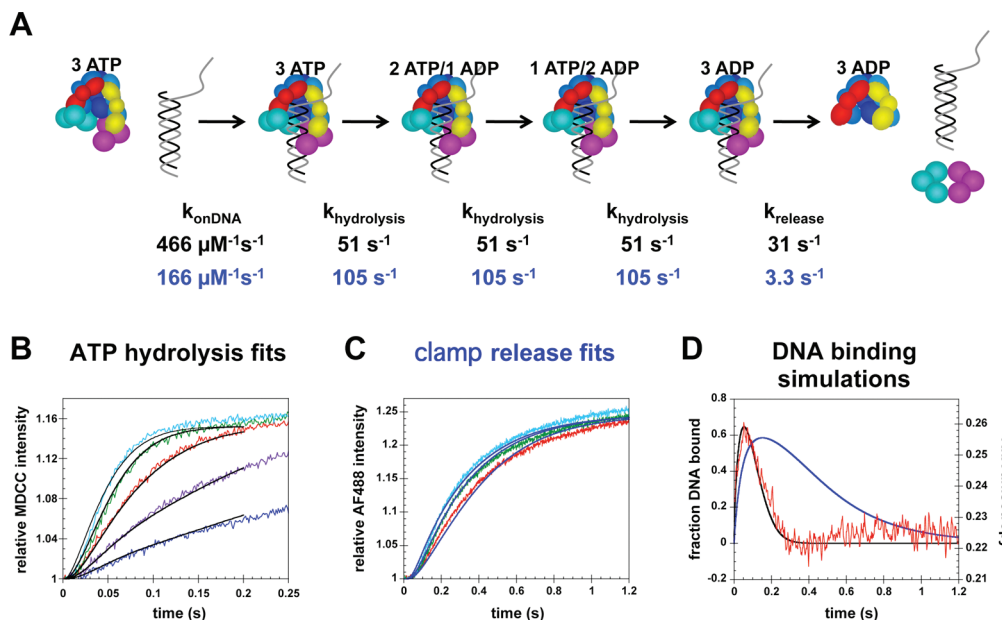 A
3 ATP
3 ATP
2 ATP/1 ADP
1 ATP/2 ADP
3 ADP
3 ADP
konDNA khydrolysis khydrolysis khydrolysis krelease
466 µM-1s-1 51 s-1 51 s-1 51 s-1 31 s-1
166 µM-1s-1 105 s-1 105 s-1 105 s-1 3.3 s-1
B ATP hydrolysis fits
relative MDCC intensity
1.16
1.12
1.08
1.04
1
0 0.05 0.1 0.15 0.2 0.25
time (s)
C clamp release fits
relative AF488 intensity
1.25
1.2
1.15
1.1
1.05
1
0 0.2 0.4 0.6 0.8 1 1.2
time (s)
D DNA binding
simulations
fraction DNA bound
0.8
0.6
0.4
0.2
0
-0.2
0.26
0.25
0.24
0.23
0.22
0.21
0 0.2 0.4 0.6 0.8 1 1.2
time (s)